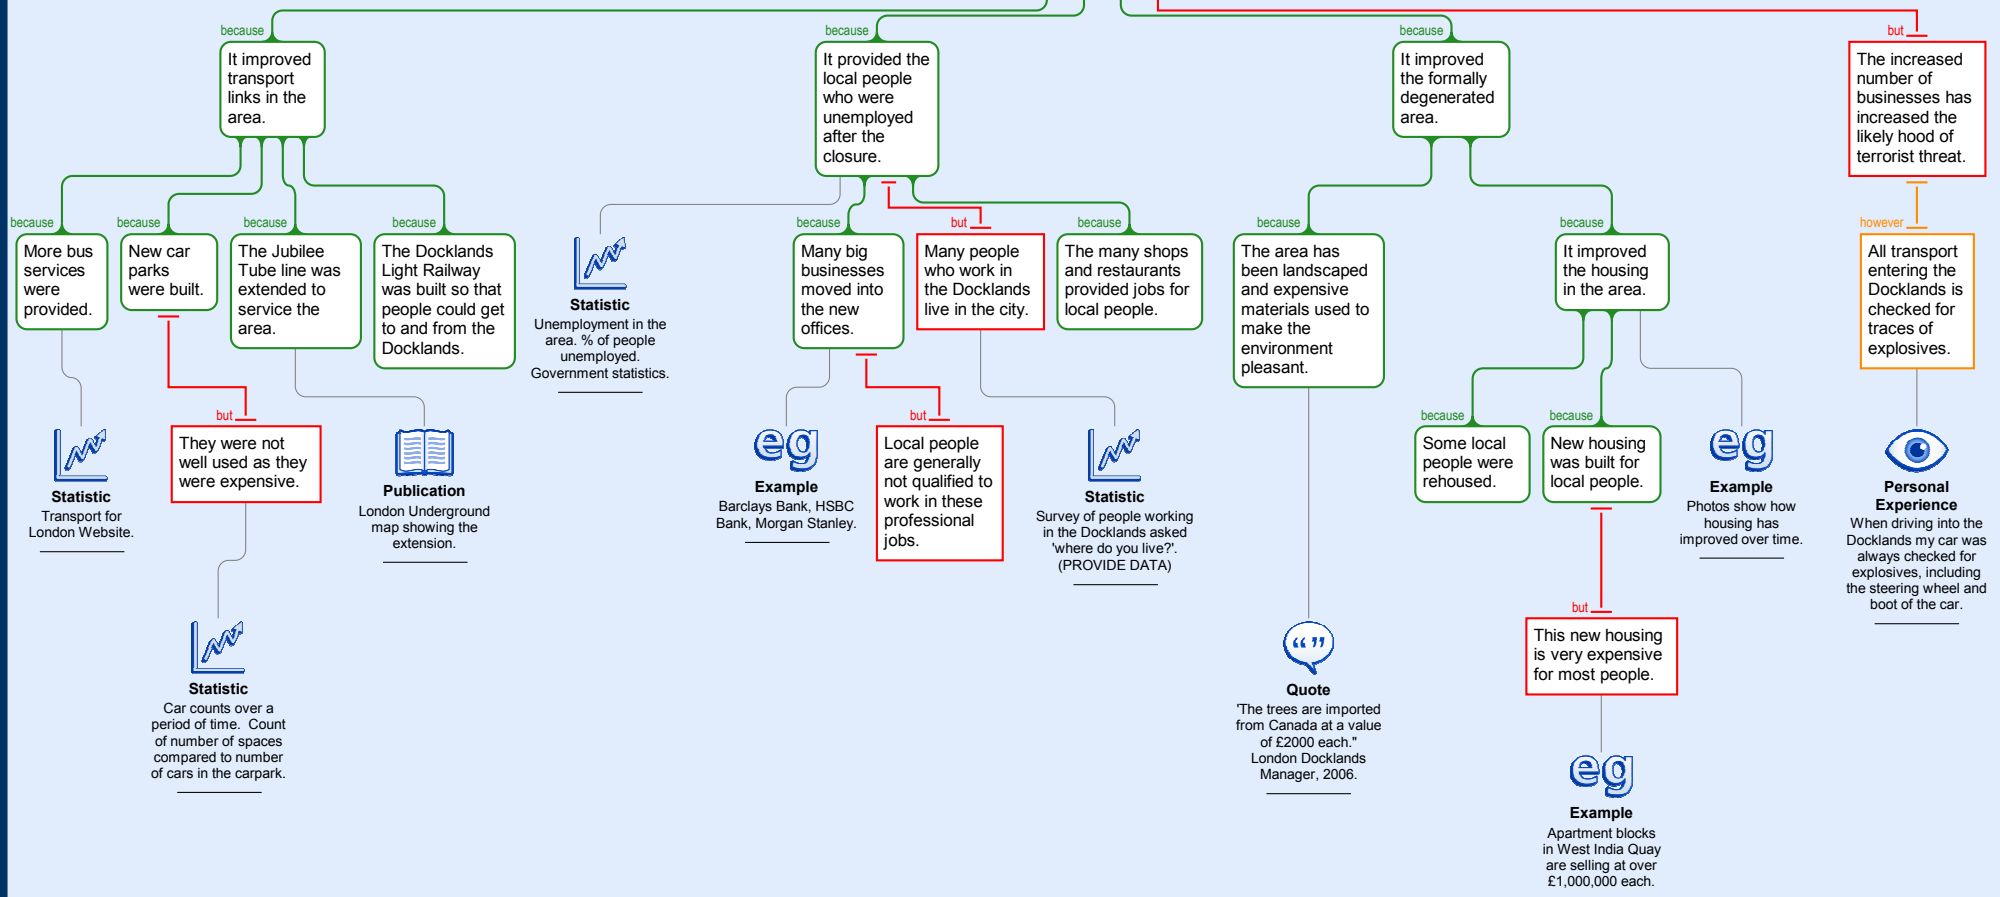 because
It improved
transport
links in the
area.
because
It provided the
local people
who were
unemployed
after the
closure.
because
It improved
the formally
degenerated
area.
but
The increased
number of
businesses has
increased the
likely hood of
terrorist threat.
because
More bus
services
were
provided.
because
New car
parks
were built.
because
The Jubilee
Tube line was
extended to
service the
area.
because
The Docklands
Light Railway
was built so that
people could get
to and from the
Docklands.
Statistic
Unemployment in the
area. % of people
unemployed.
Government statistics.
because
Many big
businesses
moved into
the new
offices.
but
Many people
who work in
the Docklands
live in the city.
because
The many shops
and restaurants
provided jobs for
local people.
because
The area has
been landscaped
and expensive
materials used to
make the
environment
pleasant.
because
It improved
the housing
in the area.
however
All transport
entering the
Docklands is
checked for
traces of
explosives.
Statistic
Transport for
London Website.
but
They were not
well used as they
were expensive.
Publication
London Underground
map showing the
extension.
eg
Example
Barclays Bank, HSBC
Bank, Morgan Stanley.
but
Local people
are generally
not qualified to
work in these
professional
jobs.
Statistic
Survey of people working
in the Docklands asked
'where do you live?'.
(PROVIDE DATA)
because
Some local
people were
rehoused.
because
New housing
was built for
local people.
eg
Example
Photos show how
housing has
improved over time.
Personal
Experience
When driving into the
Docklands my car was
always checked for
explosives, including
the steering wheel and
boot of the car.
Statistic
Car counts over a
period of time.  Count
of number of spaces
compared to number
of cars in the carpark.
“ ”
Quote
'The trees are imported
from Canada at a value
of £2000 each."
London Docklands
Manager, 2006.
but
This new housing
is very expensive
for most people.
eg
Example
Apartment blocks
in West India Quay
are selling at over
£1,000,000 each.